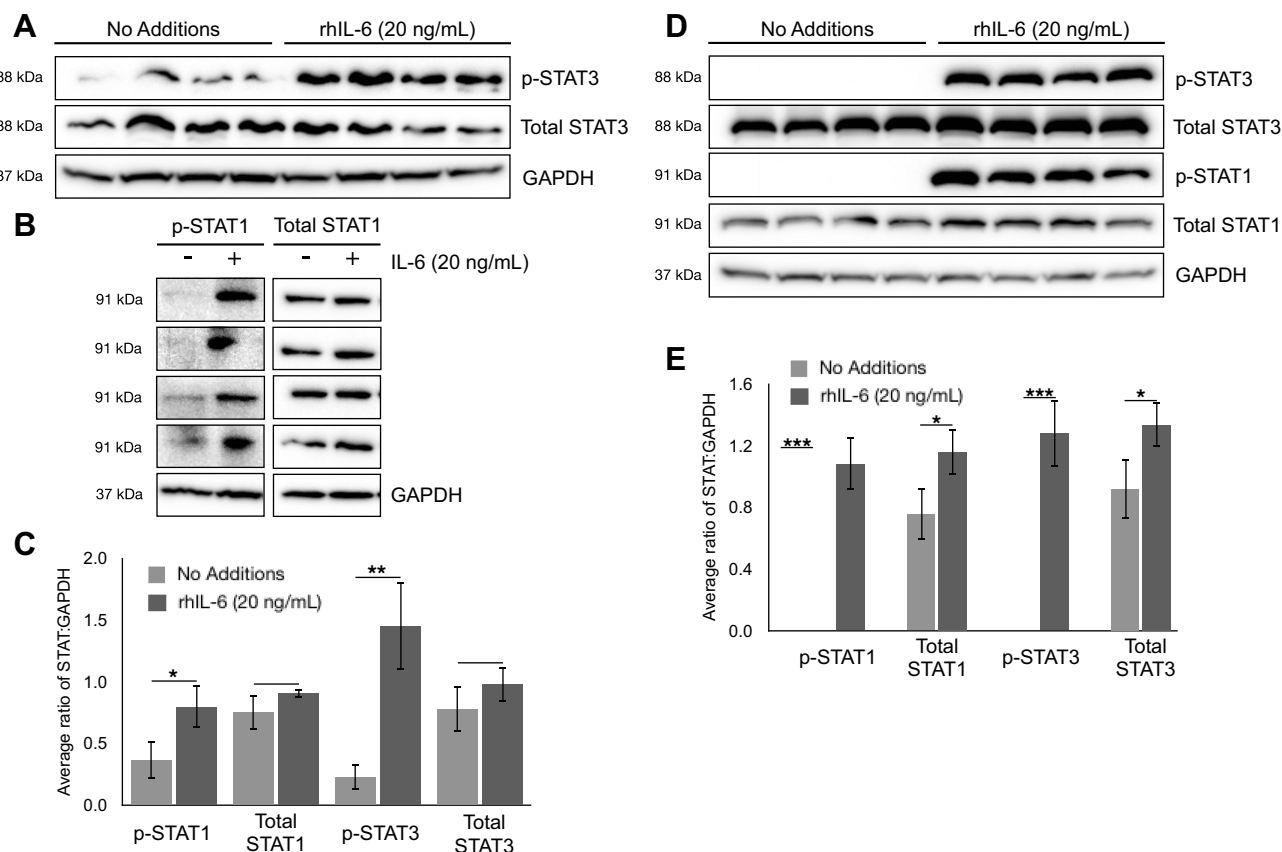 A
No Additions
rhIL-6 (20 ng/mL)
88 kDa
p-STAT3
88 kDa
Total STAT3
37 kDa
GAPDH
B
p-STAT1
Total STAT1
-
+
-
+
IL-6 (20 ng/mL)
91 kDa
91 kDa
91 kDa
91 kDa
37 kDa
GAPDH
C
Average ratio of STAT:GAPDH
2.0
1.5
1.0
0.5
0.0
No Additions
rhIL-6 (20 ng/mL)
*
**
p-STAT1
Total
STAT1
p-STAT3
Total
STAT3
D
No Additions
rhIL-6 (20 ng/mL)
88 kDa
p-STAT3
88 kDa
Total STAT3
91 kDa
p-STAT1
91 kDa
Total STAT1
37 kDa
GAPDH
E
Average ratio of STAT:GAPDH
1.6
1.2
0.8
0.4
0.0
No Additions
rhIL-6 (20 ng/mL)
***
*
***
*
p-STAT1
Total
STAT1
p-STAT3
Total
STAT3